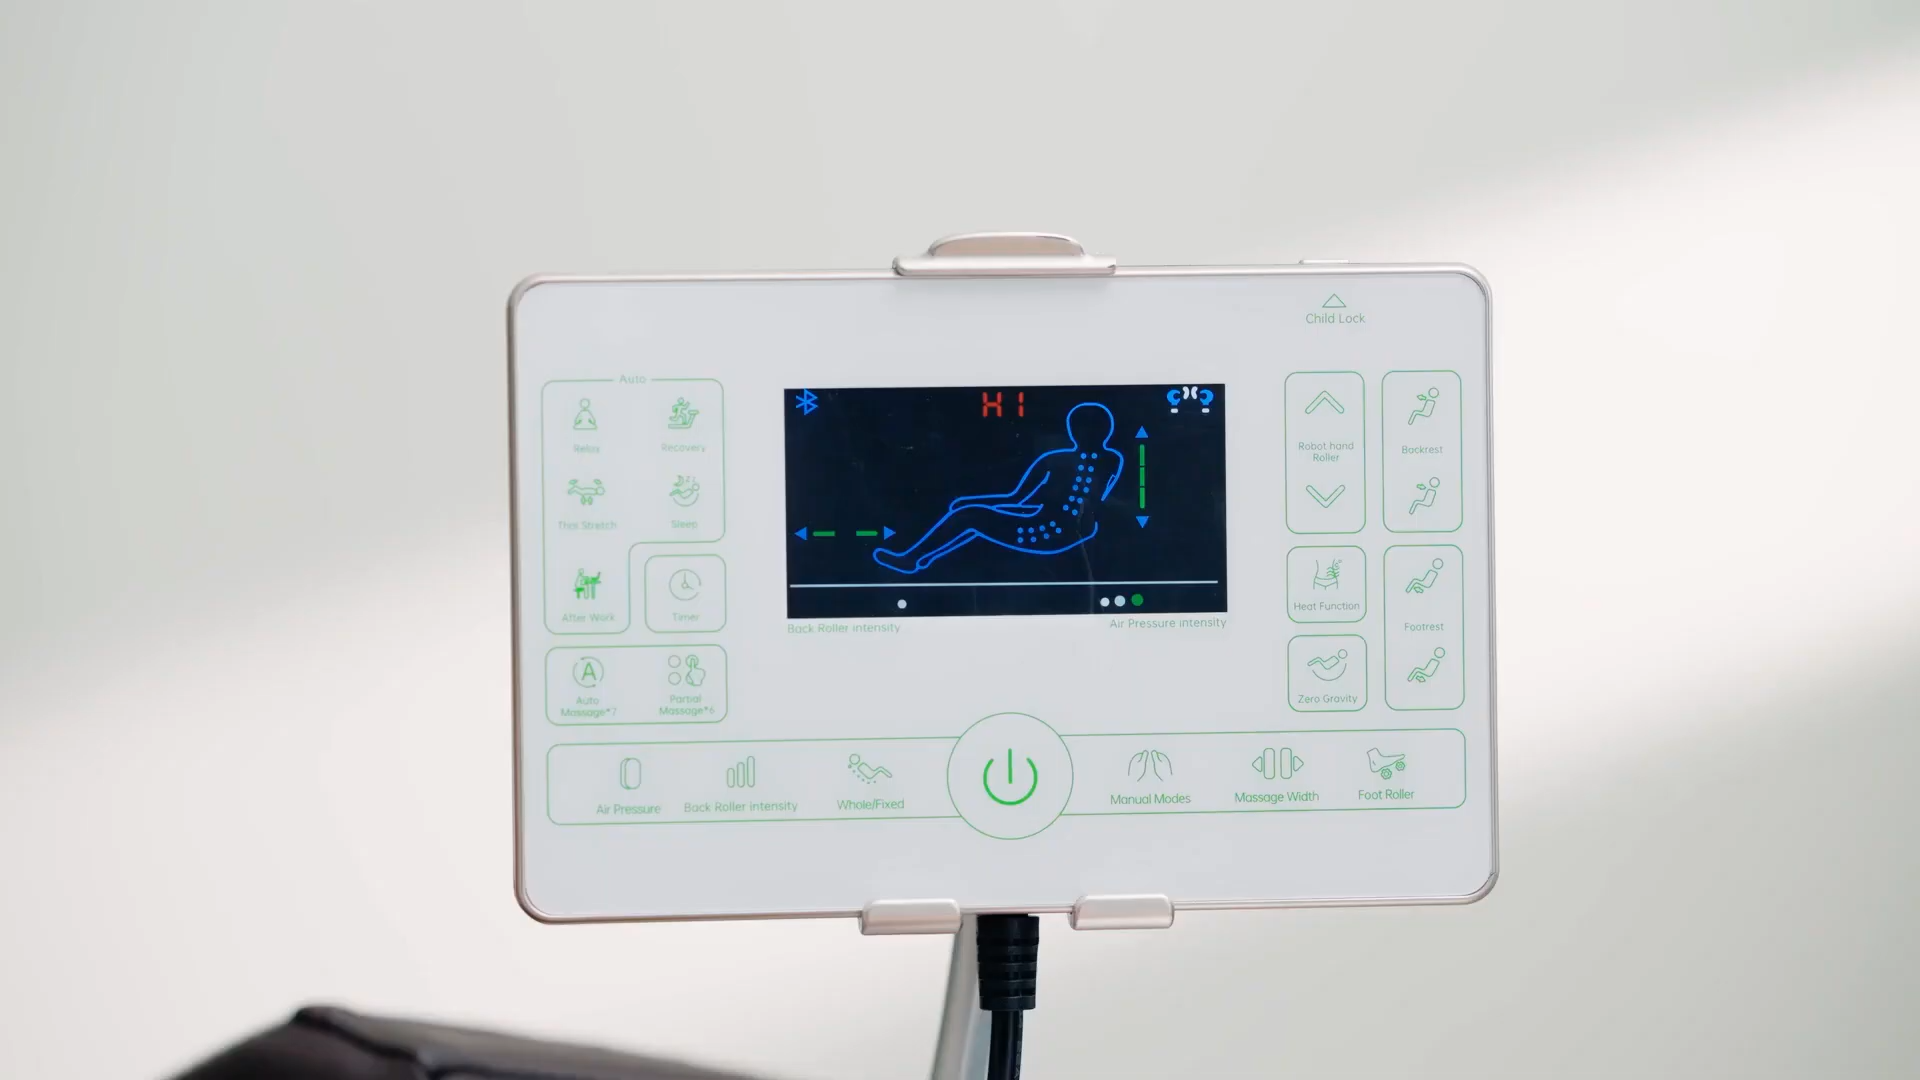 Child Lock
Auto
Relax
Recovery
Thai Stretch
Sleep
After Work
Timer
Auto
Massage*7
Partial
Massage*6
H1
Back Roller intensity
Air Pressure intensity
Robot hand
Roller
Backrest
Heat Function
Footrest
Zero Gravity
Air Pressure
Back Roller intensity
Whole/Fixed
Manual Modes
Massage Width
Foot Roller